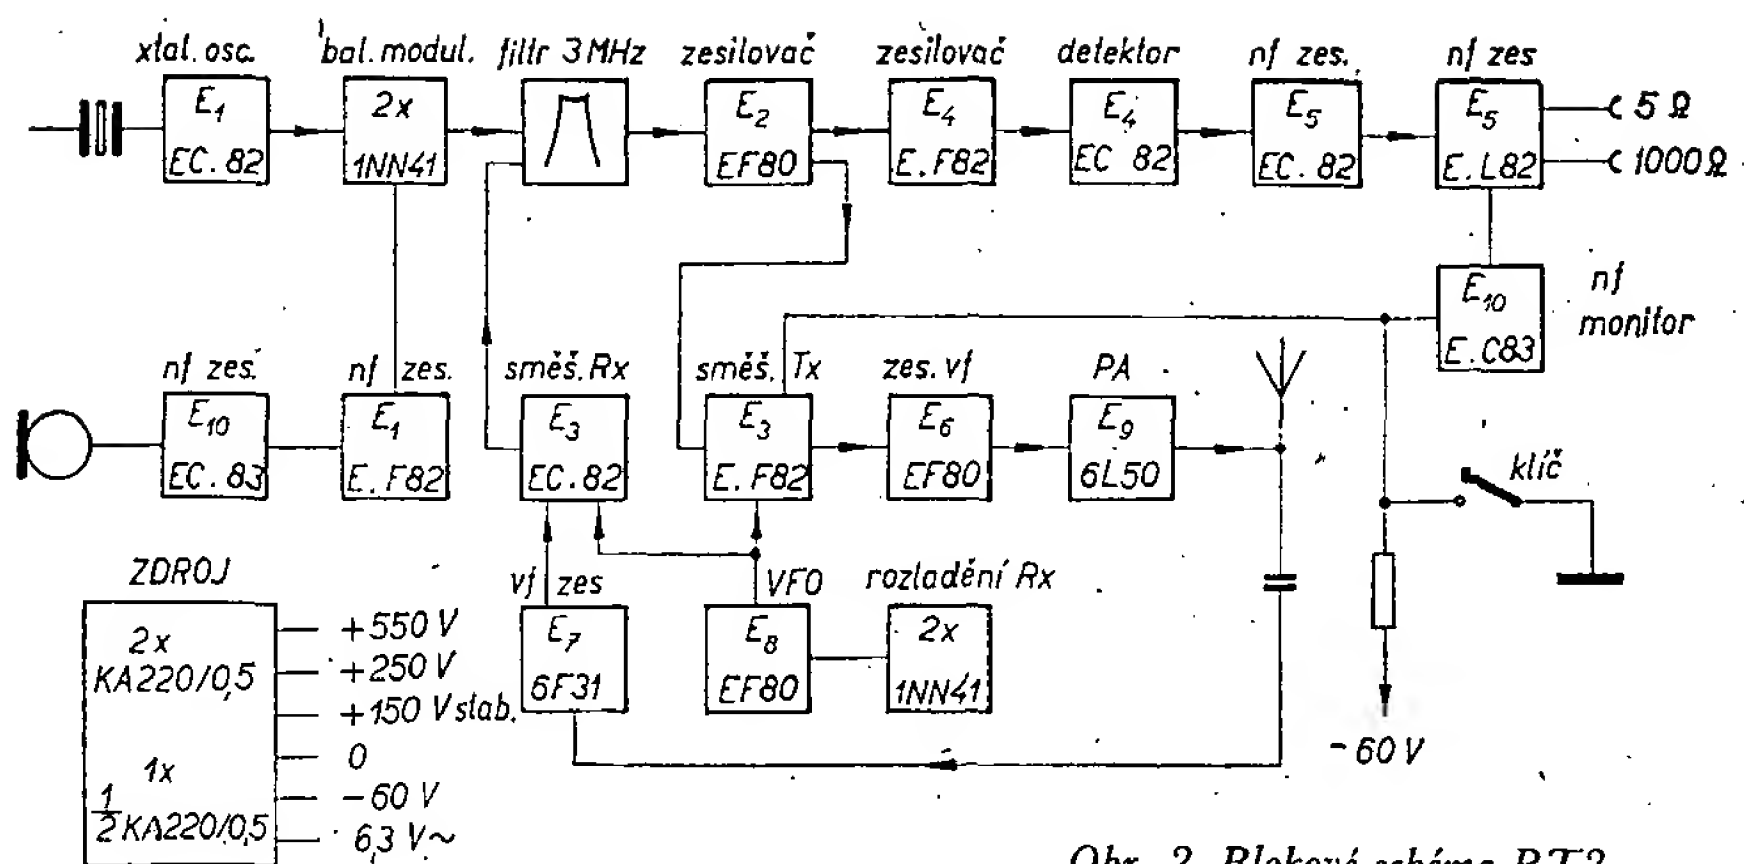 xtal. osc.
bal. modul.
filtr 3 MHz
zesilovač
zesilovač
detektor
nf zes.
nf zes
E1
EC. 82
2x
1NN41
E2
EF80
E4
E. F82
E4
EC 82
E5
EC. 82
E5
E. L82
5 Ω
1000 Ω
E10
E. C83
nf
monitor
nf zes.
nf zes.
směš. Rx
směš. Tx
zes. vf
PA
E10
EC. 83
E1
E. F82
E3
EC. 82
E3
E. F82
E6
EF80
E9
6L50
klíč
ZDROJ
2x
KA220/0,5
1x
1/2 KA220/0,5
+550 V
+250 V
+150 V stab.
0
-60 V
6,3 V~
vf zes
E7
6F31
VFO
E8
EF80
rozladění Rx
2x
1NN41
-60 V
Obr. 2. Blokové schéma